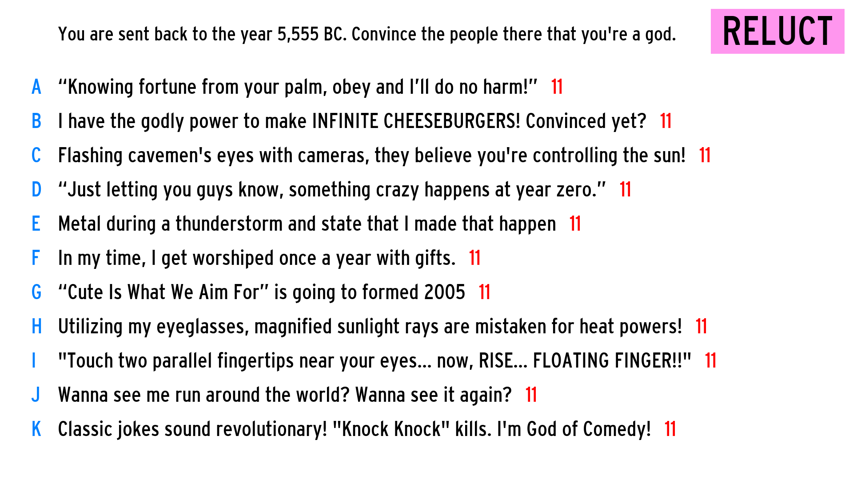 You are sent back to the year 5,555 BC. Convince the people there that you're a god.
RELUCT
A “Knowing fortune from your palm, obey and I’ll do no harm!” 11
B I have the godly power to make INFINITE CHEESEBURGERS! Convinced yet? 11
C Flashing cavemen's eyes with cameras, they believe you're controlling the sun! 11
D “Just letting you guys know, something crazy happens at year zero.” 11
E Metal during a thunderstorm and state that I made that happen 11
F In my time, I get worshiped once a year with gifts. 11
G “Cute Is What We Aim For” is going to formed 2005 11
H Utilizing my eyeglasses, magnified sunlight rays are mistaken for heat powers! 11
I "Touch two parallel fingertips near your eyes... now, RISE... FLOATING FINGER!!" 11
J Wanna see me run around the world? Wanna see it again? 11
K Classic jokes sound revolutionary! "Knock Knock" kills. I'm God of Comedy! 11